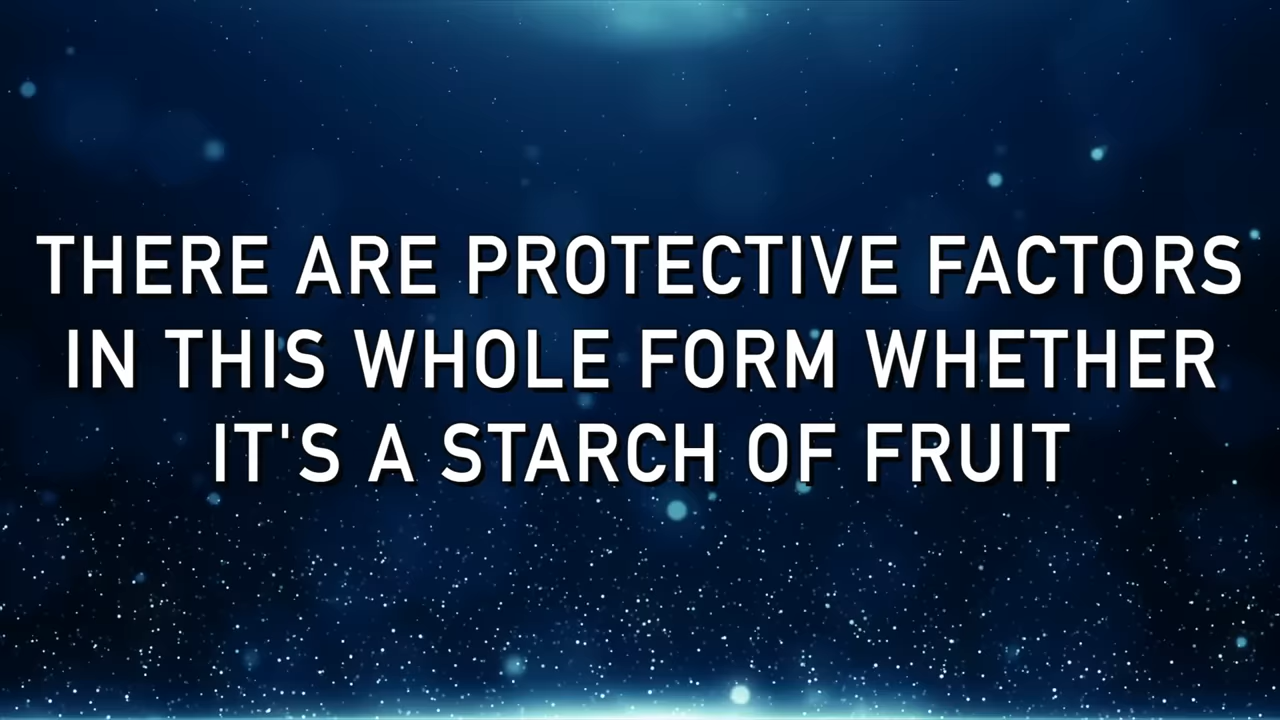 THERE ARE PROTECTIVE FACTORS
IN THIS WHOLE FORM WHETHER
IT'S A STARCH OF FRUIT